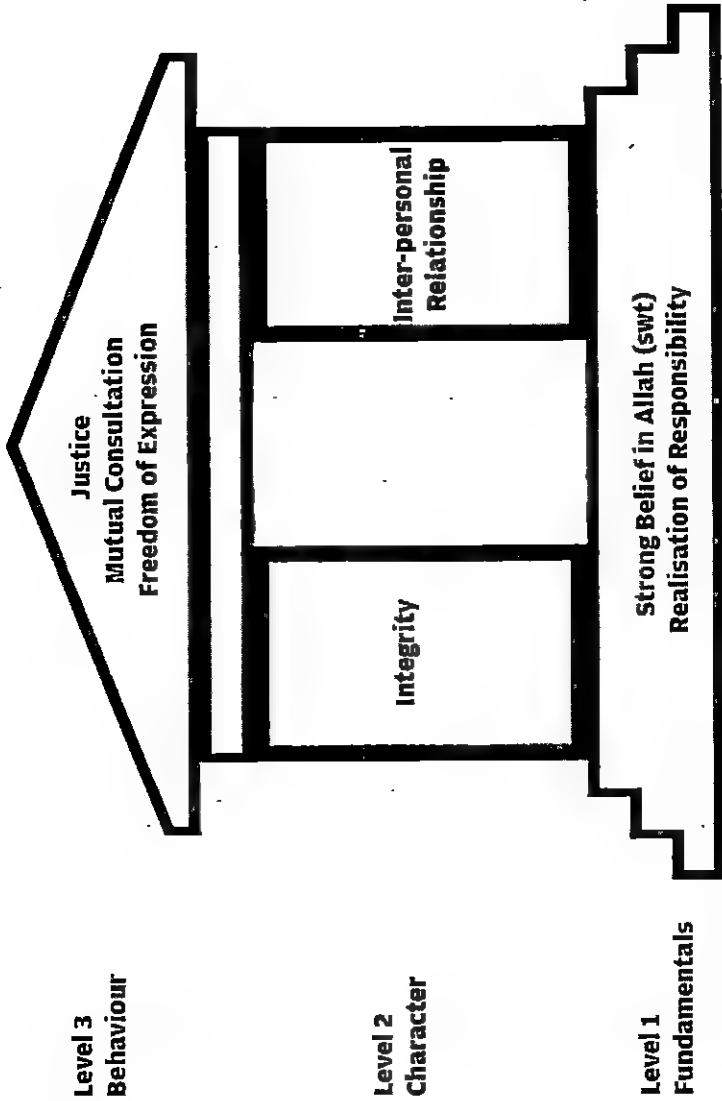 Level 3
Behaviour
Justice
Mutual Consultation
Freedom of Expression
Level 2
Character
Integrity
Inter-personal
Relationship
Level 1
Fundamentals
Strong Belief in Allah (swt)
Realisation of Responsibility